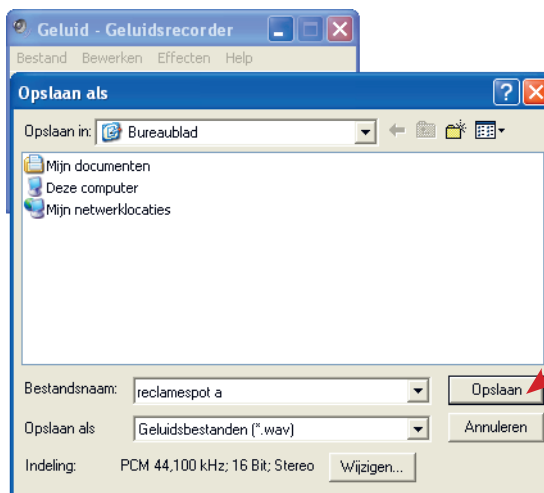 Geluid - Geluidsrecorder
Bestand Bewerken Effecten Help
Opslaan als
Opslaan in: Bureaublad
Mijn documenten
Deze computer
Mijn netwerklocaties
Bestandsnaam: reclamespot a Opslaan
Opslaan als Geluidsbestanden (*.wav) Annuleren
Indeling: PCM 44,100 kHz; 16 Bit; Stereo Wijzigen...